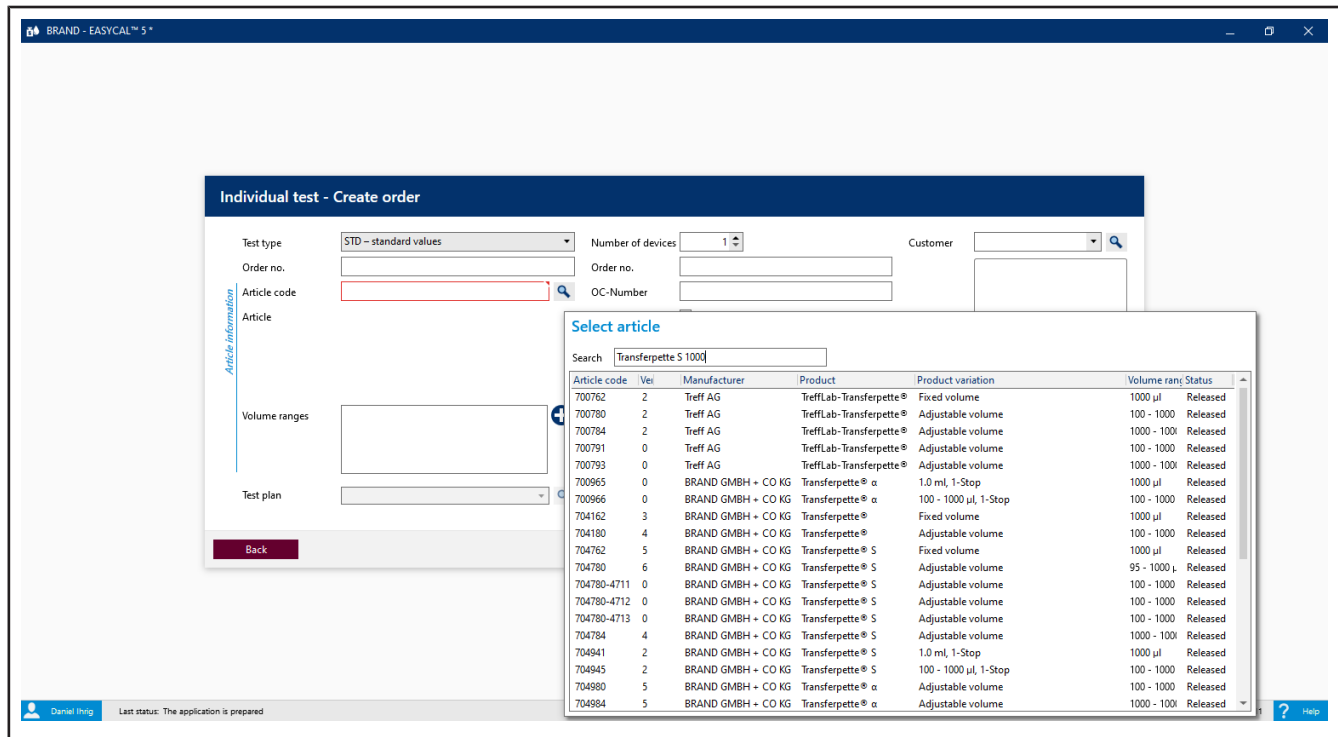 BRAND - EASYCAL™ 5 *
Individual test - Create order
Test type STD – standard values Number of devices 1 Customer
Order no. Order no.
Article code OC-Number
Article information
Article
Volume ranges
Test plan
Back
Select article
Search Transferpette S 1000
Article code Ver Manufacturer Product Product variation Volume rang Status
700762 2 Treff AG TreffLab-Transferpette® Fixed volume 1000 µl Released
700780 2 Treff AG TreffLab-Transferpette® Adjustable volume 100 - 1000 Released
700784 2 Treff AG TreffLab-Transferpette® Adjustable volume 1000 - 100( Released
700791 0 Treff AG TreffLab-Transferpette® Adjustable volume 100 - 1000 Released
700793 0 Treff AG TreffLab-Transferpette® Adjustable volume 1000 - 100( Released
700965 0 BRAND GMBH + CO KG Transferpette® α 1.0 ml, 1-Stop 1000 µl Released
700966 0 BRAND GMBH + CO KG Transferpette® α 100 - 1000 µl, 1-Stop 100 - 1000 Released
704162 3 BRAND GMBH + CO KG Transferpette® Fixed volume 1000 µl Released
704180 4 BRAND GMBH + CO KG Transferpette® Adjustable volume 100 - 1000 Released
704762 5 BRAND GMBH + CO KG Transferpette® S Fixed volume 1000 µl Released
704780 6 BRAND GMBH + CO KG Transferpette® S Adjustable volume 95 - 1000 µ Released
704780-4711 0 BRAND GMBH + CO KG Transferpette® S Adjustable volume 100 - 1000 Released
704780-4712 0 BRAND GMBH + CO KG Transferpette® S Adjustable volume 100 - 1000 Released
704780-4713 0 BRAND GMBH + CO KG Transferpette® S Adjustable volume 100 - 1000 Released
704784 4 BRAND GMBH + CO KG Transferpette® S Adjustable volume 1000 - 100( Released
704941 2 BRAND GMBH + CO KG Transferpette® S 1.0 ml, 1-Stop 1000 µl Released
704945 2 BRAND GMBH + CO KG Transferpette® S 100 - 1000 µl, 1-Stop 100 - 1000 Released
704980 5 BRAND GMBH + CO KG Transferpette® α Adjustable volume 100 - 1000 Released
704984 5 BRAND GMBH + CO KG Transferpette® α Adjustable volume 1000 - 100( Released
Daniel Ihrig Last status: The application is prepared 1 ? Help